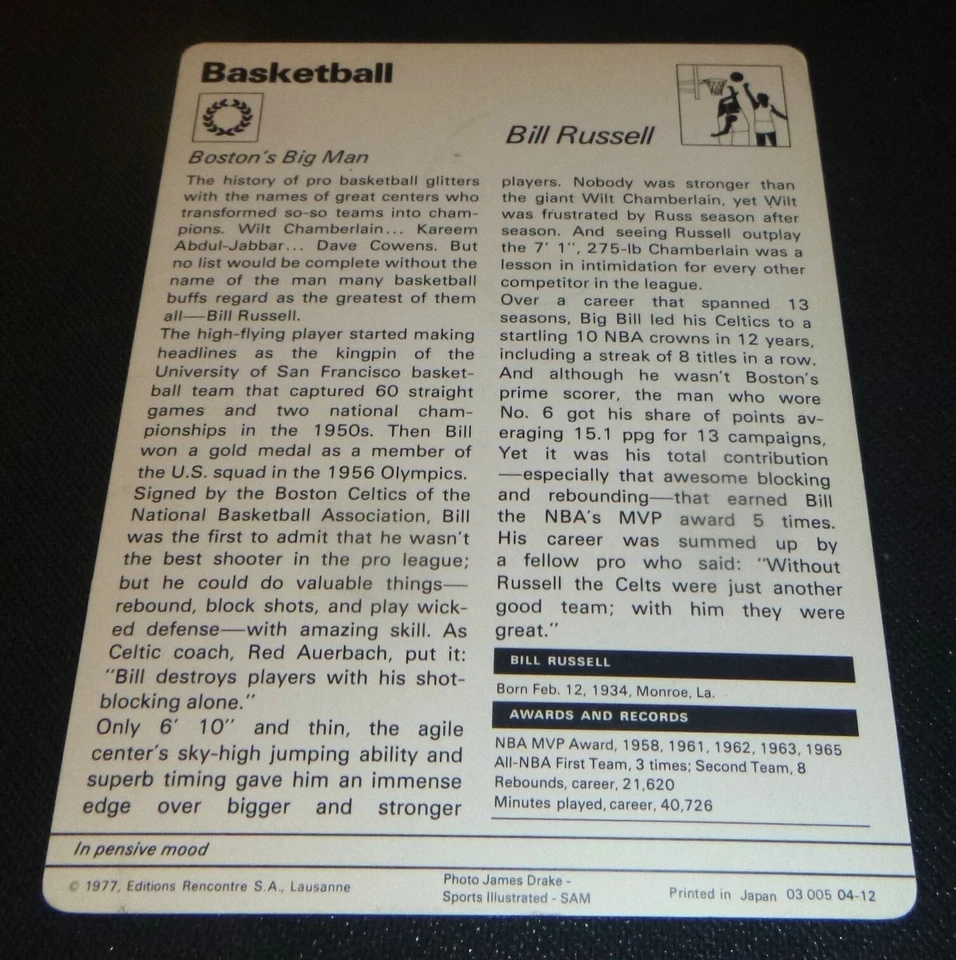 Basketball
Bill Russell
Boston's Big Man
The history of pro basketball glitters
with the names of great centers who
transformed so-so teams into cham-
pions. Wilt Chamberlain... Kareem
Abdul-Jabbar... Dave Cowens. But
no list would be complete without the
name of the man many basketball
buffs regard as the greatest of them
all—Bill Russell.
The high-flying player started making
headlines as the kingpin of the
University of San Francisco basket-
ball team that captured 60 straight
games and two national cham-
pionships in the 1950s. Then Bill
won a gold medal as a member of
the U.S. squad in the 1956 Olympics.
Signed by the Boston Celtics of the
National Basketball Association, Bill
was the first to admit that he wasn't
the best shooter in the pro league;
but he could do valuable things—
rebound, block shots, and play wick-
ed defense—with amazing skill. As
Celtic coach, Red Auerbach, put it:
"Bill destroys players with his shot-
blocking alone."
Only 6' 10" and thin, the agile
center's sky-high jumping ability and
superb timing gave him an immense
edge over bigger and stronger
players. Nobody was stronger than
the giant Wilt Chamberlain, yet Wilt
was frustrated by Russ season after
season. And seeing Russell outplay
the 7' 1", 275-lb Chamberlain was a
lesson in intimidation for every other
competitor in the league.
Over a career that spanned 13
seasons, Big Bill led his Celtics to a
startling 10 NBA crowns in 12 years,
including a streak of 8 titles in a row.
And although he wasn't Boston's
prime scorer, the man who wore
No. 6 got his share of points av-
eraging 15.1 ppg for 13 campaigns,
Yet it was his total contribution
—especially that awesome blocking
and rebounding—that earned Bill
the NBA's MVP award 5 times.
His career was summed up by
a fellow pro who said: "Without
Russell the Celts were just another
good team; with him they were
great."
BILL RUSSELL
Born Feb. 12, 1934, Monroe, La.
AWARDS AND RECORDS
NBA MVP Award, 1958, 1961, 1962, 1963, 1965
All-NBA First Team, 3 times; Second Team, 8
Rebounds, career, 21,620
Minutes played, career, 40,726
In pensive mood
© 1977, Editions Rencontre S.A., Lausanne
Photo James Drake -
Sports Illustrated - SAM
Printed in Japan 03 005 04-12